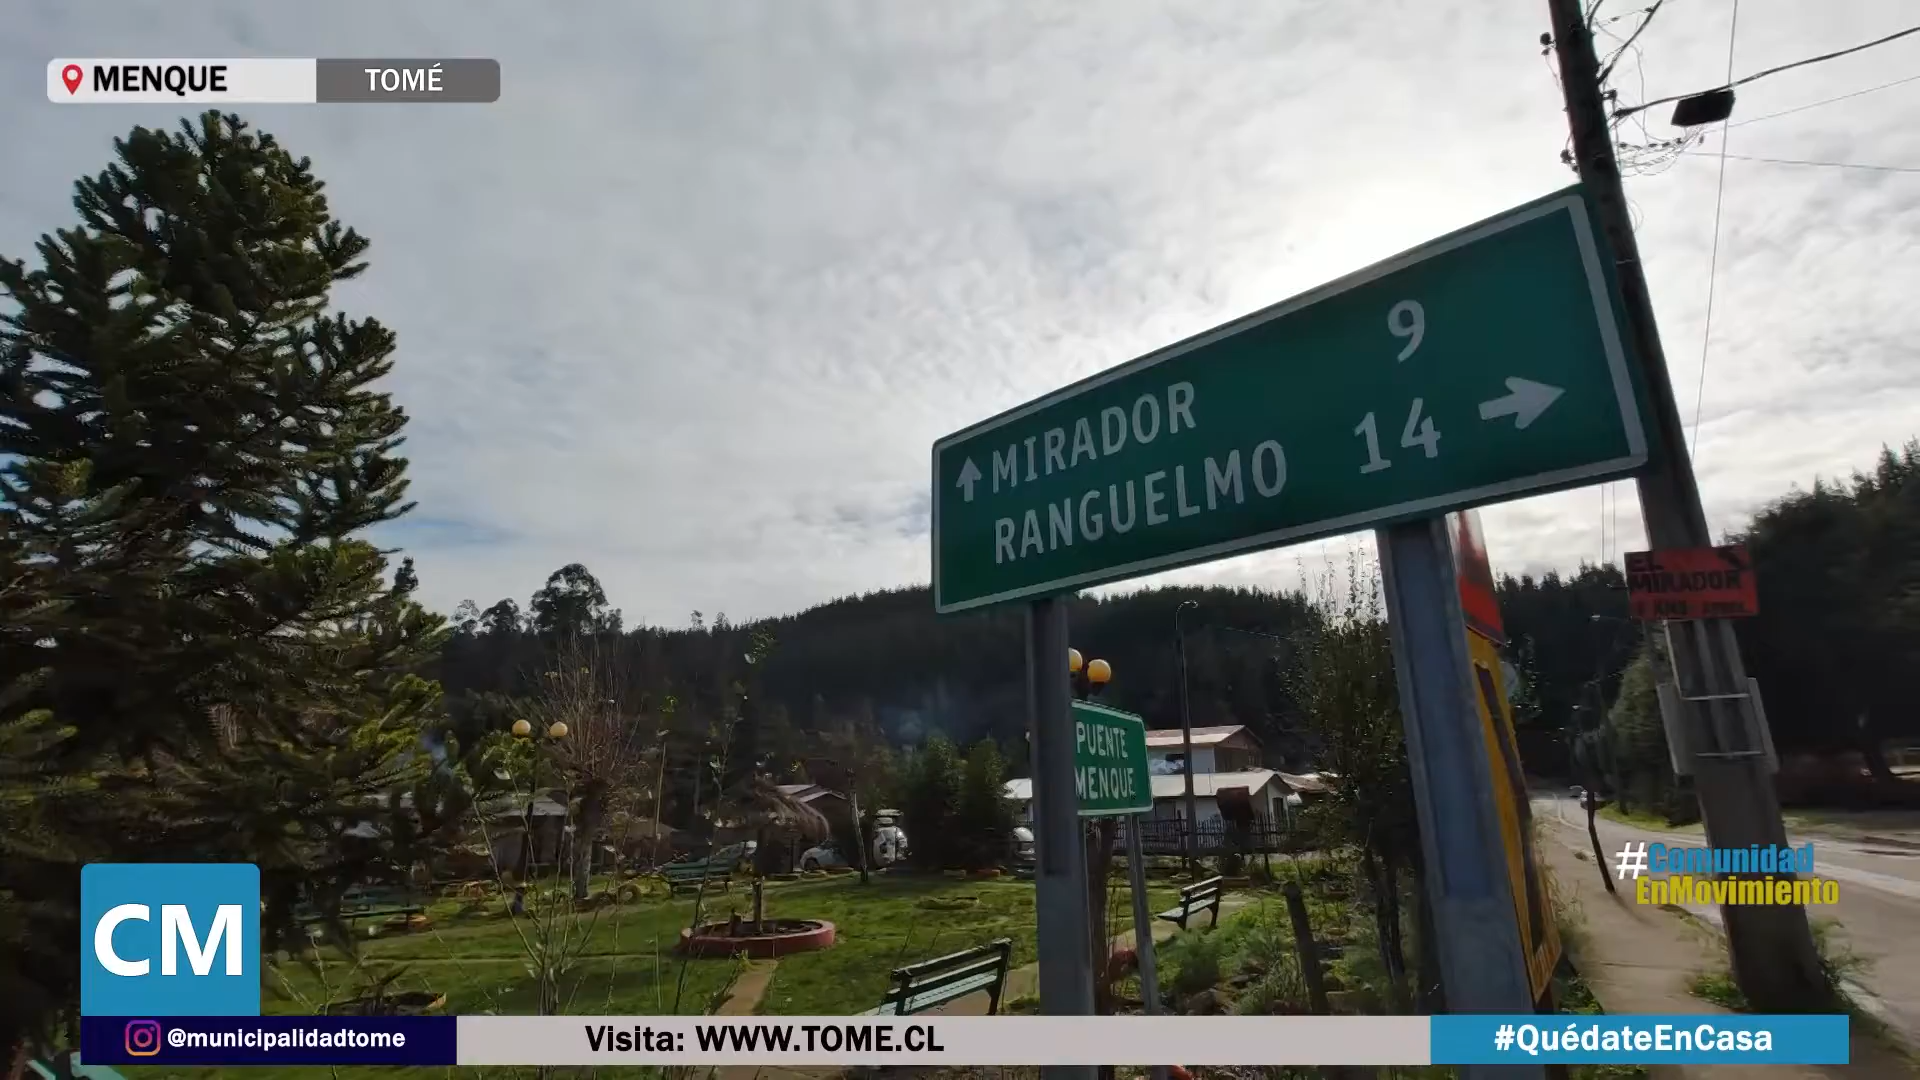 MENQUE TOMÉ
MIRADOR 9
RANGUELMO 14
EL
MIRADOR
PUENTE
MENQUE
#Comunidad
EnMovimiento
CM
@municipalidadtome
Visita: WWW.TOME.CL
#QuédateEnCasa